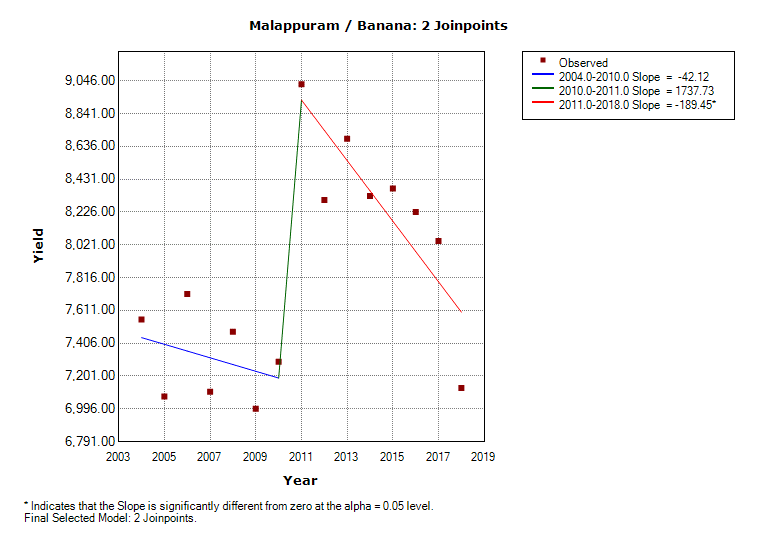 Malappuram / Banana: 2 Joinpoints
Observed
2004.0-2010.0 Slope = -42.12
2010.0-2011.0 Slope = 1737.73
2011.0-2018.0 Slope = -189.45*
9,046.00
8,841.00
8,636.00
8,431.00
8,226.00
8,021.00
7,816.00
7,611.00
7,406.00
7,201.00
6,996.00
6,791.00
Yield
2003 2005 2007 2009 2011 2013 2015 2017 2019
Year
* Indicates that the Slope is significantly different from zero at the alpha = 0.05 level.
Final Selected Model: 2 Joinpoints.